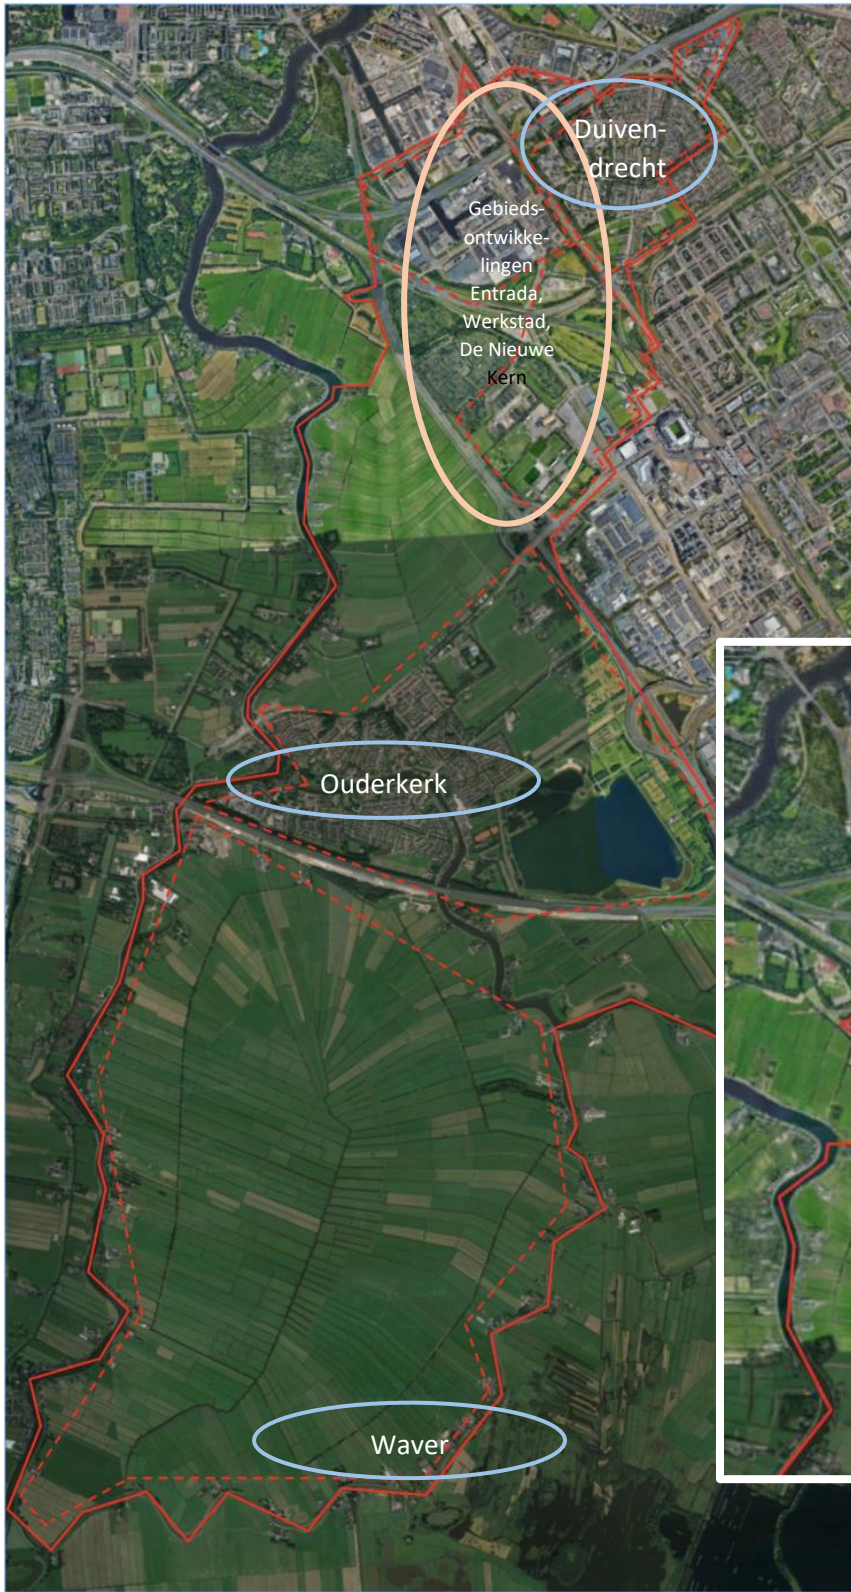 Duiven-
drecht
Gebieds-
ontwikke-
lingen
Entrada,
Werkstad,
De Nieuwe
Kern
Ouderkerk
Waver